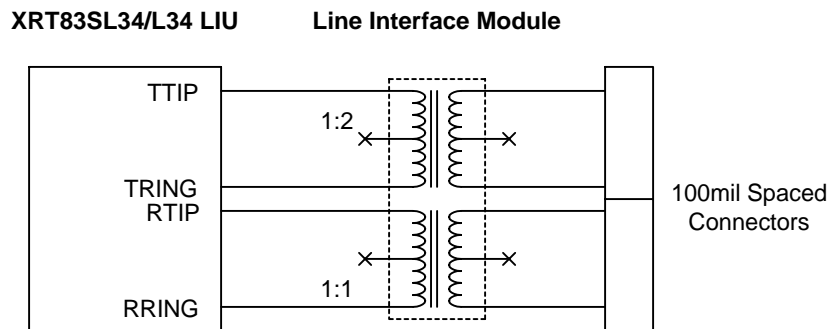 XRT83SL34/L34 LIU
Line Interface Module
TTIP
1:2
TRING
RTIP
1:1
RRING
100mil Spaced
Connectors